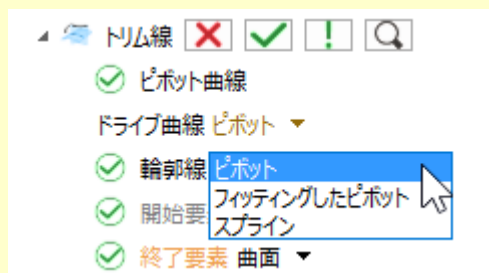 トリム線
ピボット曲線
ドライブ曲線 ピボット
輪郭線 ピボット
フィッティングしたピボット
開始要
スプライン
終了要素 曲面